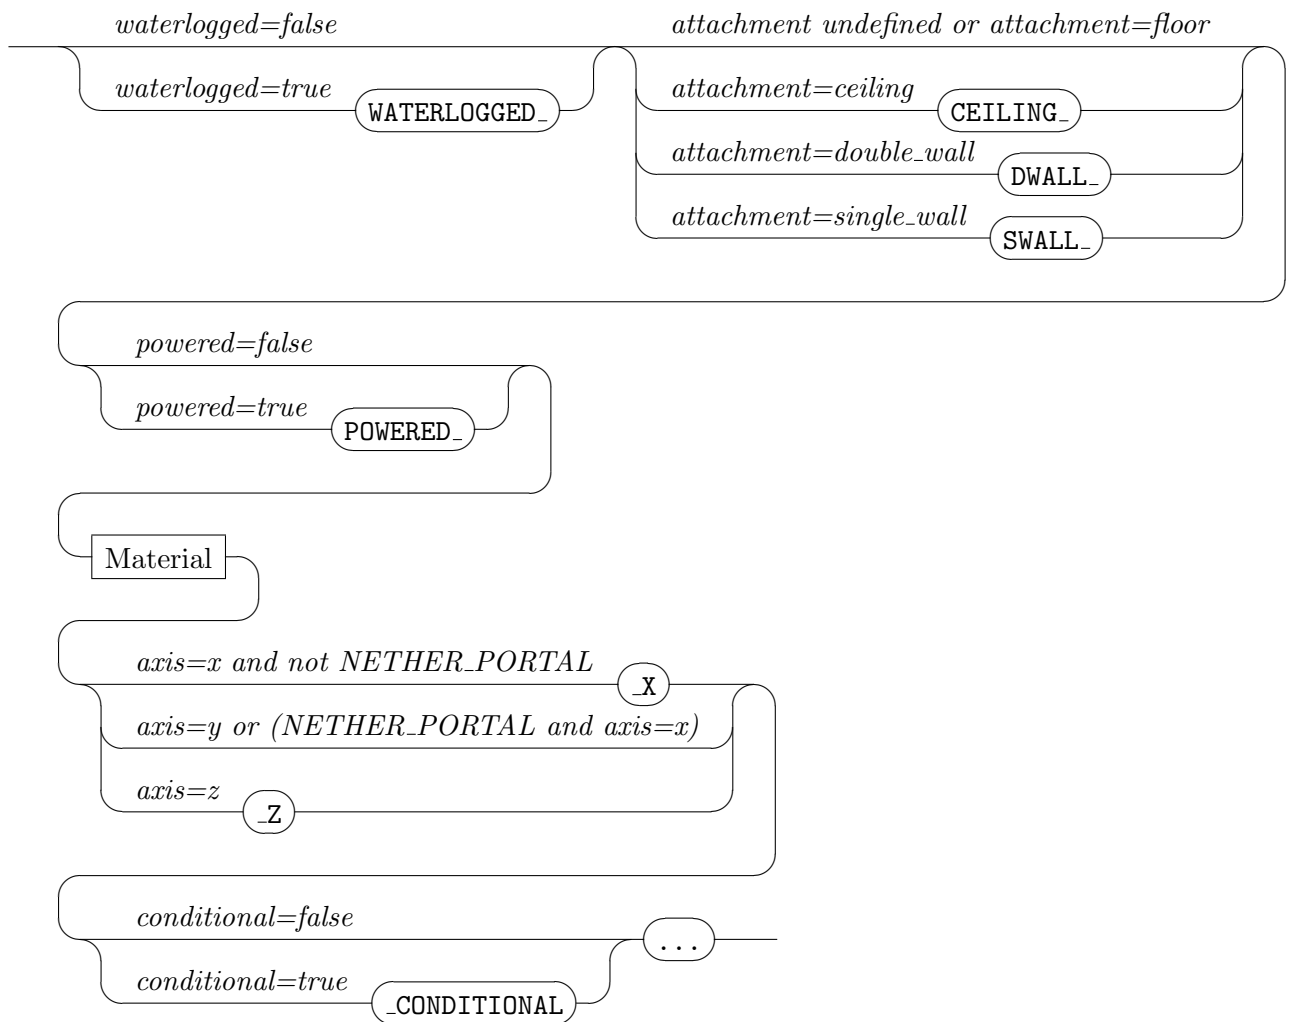 waterlogged=false attachment undefined or attachment=floor
waterlogged=true WATERLOGGED_ attachment=ceiling CEILING_
attachment=double_wall DWALL_
attachment=single_wall SWALL_
powered=false
powered=true POWERED_
Material
axis=x and not NETHER_PORTAL _X
axis=y or (NETHER_PORTAL and axis=x)
axis=z _Z
conditional=false ...
conditional=true _CONDITIONAL